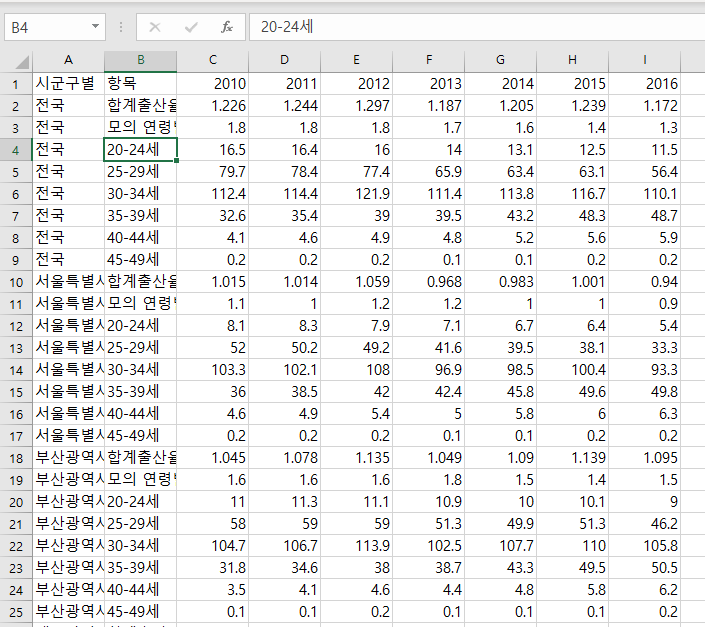 B4 fx 20-24세
A B C D E F G H I
1 시군구별 항목 2010 2011 2012 2013 2014 2015 2016
2 전국 합계출산율 1.226 1.244 1.297 1.187 1.205 1.239 1.172
3 전국 모의 연령별 1.8 1.8 1.8 1.7 1.6 1.4 1.3
4 전국 20-24세 16.5 16.4 16 14 13.1 12.5 11.5
5 전국 25-29세 79.7 78.4 77.4 65.9 63.4 63.1 56.4
6 전국 30-34세 112.4 114.4 121.9 111.4 113.8 116.7 110.1
7 전국 35-39세 32.6 35.4 39 39.5 43.2 48.3 48.7
8 전국 40-44세 4.1 4.6 4.9 4.8 5.2 5.6 5.9
9 전국 45-49세 0.2 0.2 0.2 0.1 0.1 0.2 0.2
10 서울특별시 합계출산율 1.015 1.014 1.059 0.968 0.983 1.001 0.94
11 서울특별시 모의 연령별 1.1 1 1.2 1.2 1 1 0.9
12 서울특별시 20-24세 8.1 8.3 7.9 7.1 6.7 6.4 5.4
13 서울특별시 25-29세 52 50.2 49.2 41.6 39.5 38.1 33.3
14 서울특별시 30-34세 103.3 102.1 108 96.9 98.5 100.4 93.3
15 서울특별시 35-39세 36 38.5 42 42.4 45.8 49.6 49.8
16 서울특별시 40-44세 4.6 4.9 5.4 5 5.8 6 6.3
17 서울특별시 45-49세 0.2 0.2 0.2 0.1 0.1 0.2 0.2
18 부산광역시 합계출산율 1.045 1.078 1.135 1.049 1.09 1.139 1.095
19 부산광역시 모의 연령별 1.6 1.6 1.6 1.8 1.5 1.4 1.5
20 부산광역시 20-24세 11 11.3 11.1 10.9 10 10.1 9
21 부산광역시 25-29세 58 59 59 51.3 49.9 51.3 46.2
22 부산광역시 30-34세 104.7 106.7 113.9 102.5 107.7 110 105.8
23 부산광역시 35-39세 31.8 34.6 38 38.7 43.3 49.5 50.5
24 부산광역시 40-44세 3.5 4.1 4.6 4.4 4.8 5.8 6.2
25 부산광역시 45-49세 0.1 0.1 0.2 0.1 0.1 0.1 0.2